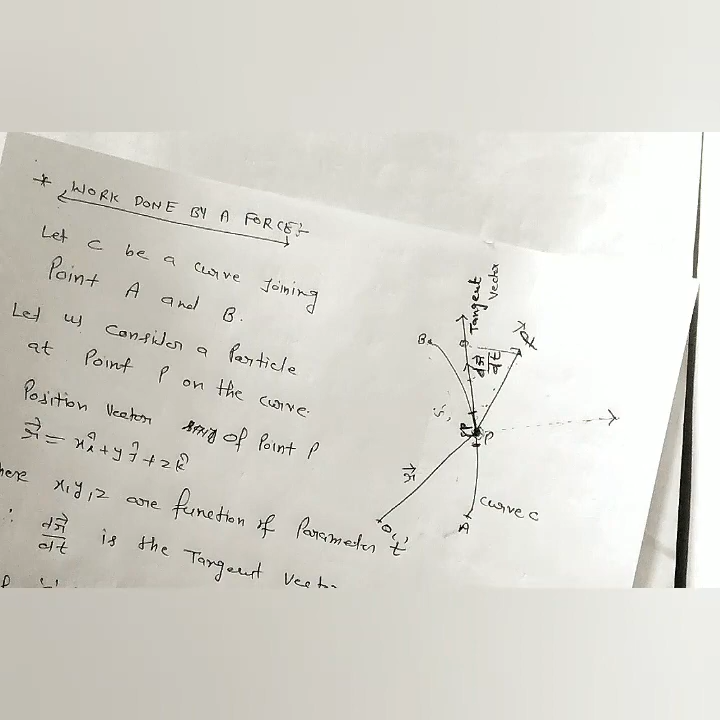 * WORK DONE BY A FORCE:-
Let C be a curve joining
Point A and B.
Let us consider a Particle
at Point P on the curve.
Position Vector of Point P
r⃗ = xî + yĵ + zk̂
here x, y, z are function of Parameter 't'
∴ dr⃗/dt is the Tangent Vector
Tangent Vector
B
dr⃗/dt
P
r⃗
O
A
curve C